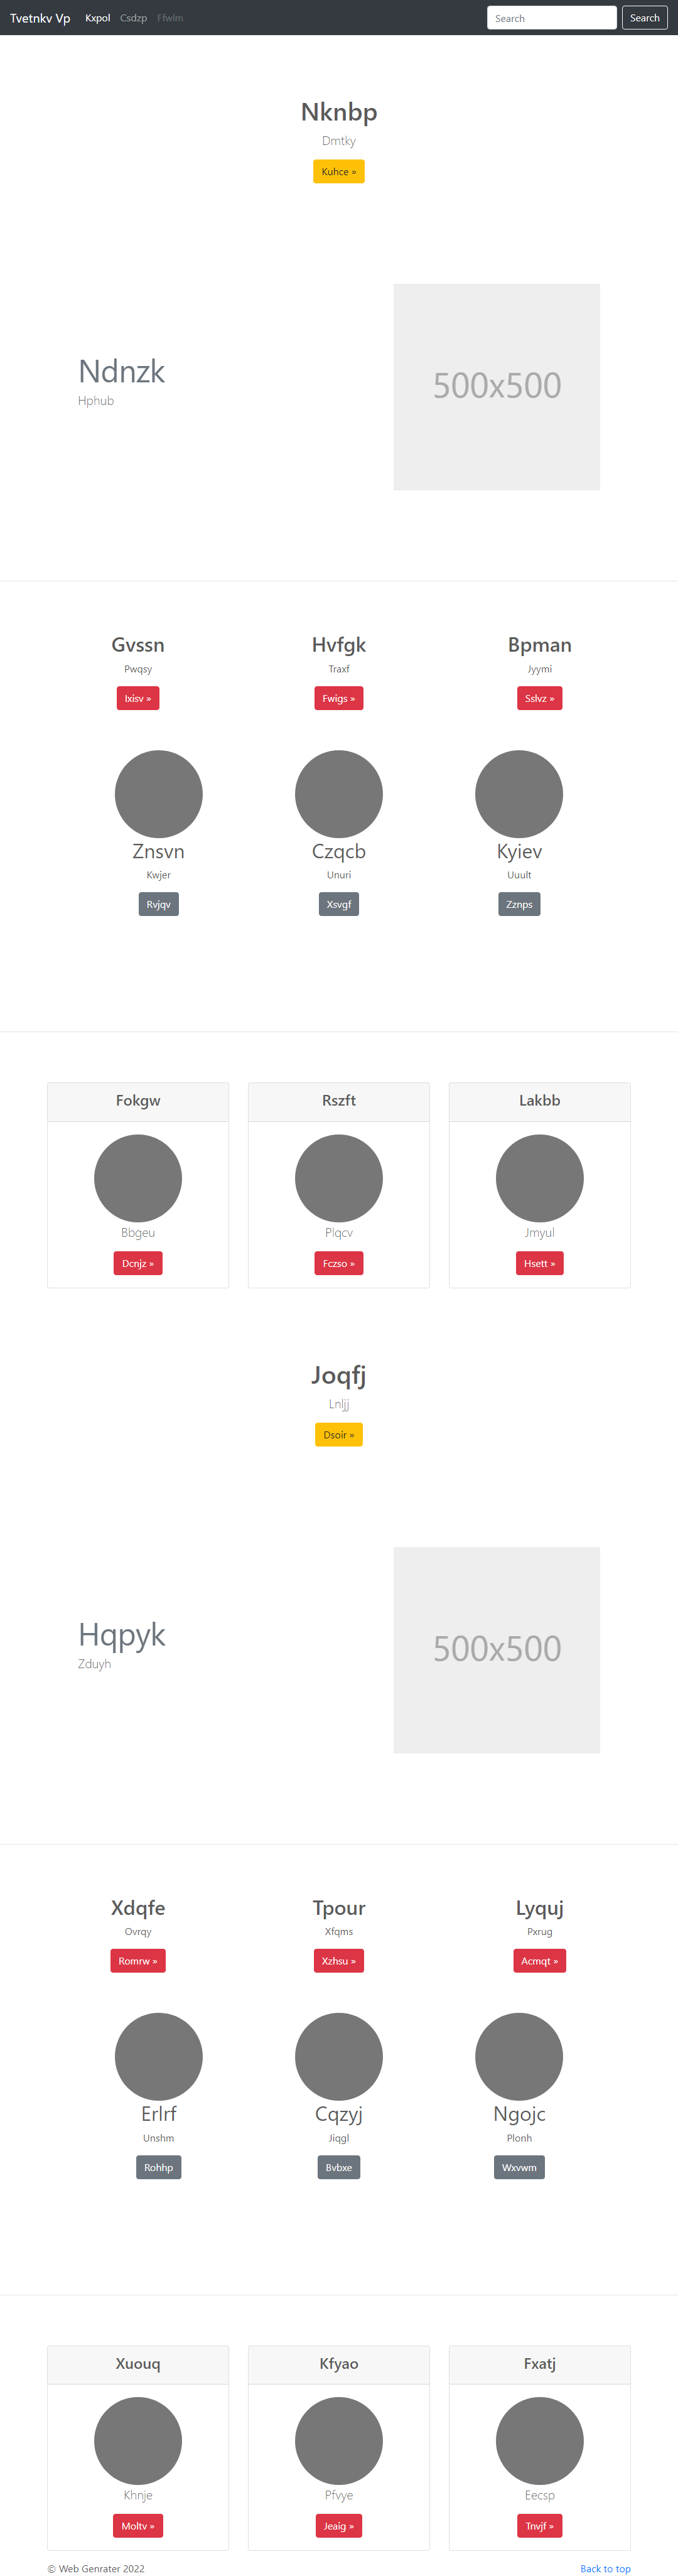 Tvetnkv Vp Kxpol Csdzp Ffwlm Search Search
Nknbp
Dmtky
Kuhce »
Ndnzk
Hphub
500x500
Gvssn Hvfgk Bpman
Pwqsy Traxf Jyymi
Ixisv » Fwigs » Sslvz »
Znsvn Czqcb Kyiev
Kwjer Unuri Uuult
Rvjqv Xsvgf Zznps
Fokgw Rszft Lakbb
Bbgeu Plqcv Jmyul
Dcnjz » Fczso » Hsett »
Joqfj
Lnljj
Dsoir »
Hqpyk
Zduyh
500x500
Xdqfe Tpour Lyquj
Ovrqy Xfqms Pxrug
Romrw » Xzhsu » Acmqt »
Erlrf Cqzyj Ngojc
Unshm Jiqgl Plonh
Rohhp Bvbxe Wxvwm
Xuouq Kfyao Fxatj
Khnje Pfvye Eecsp
Moltv » Jeaig » Tnvjf »
© Web Genrater 2022 Back to top